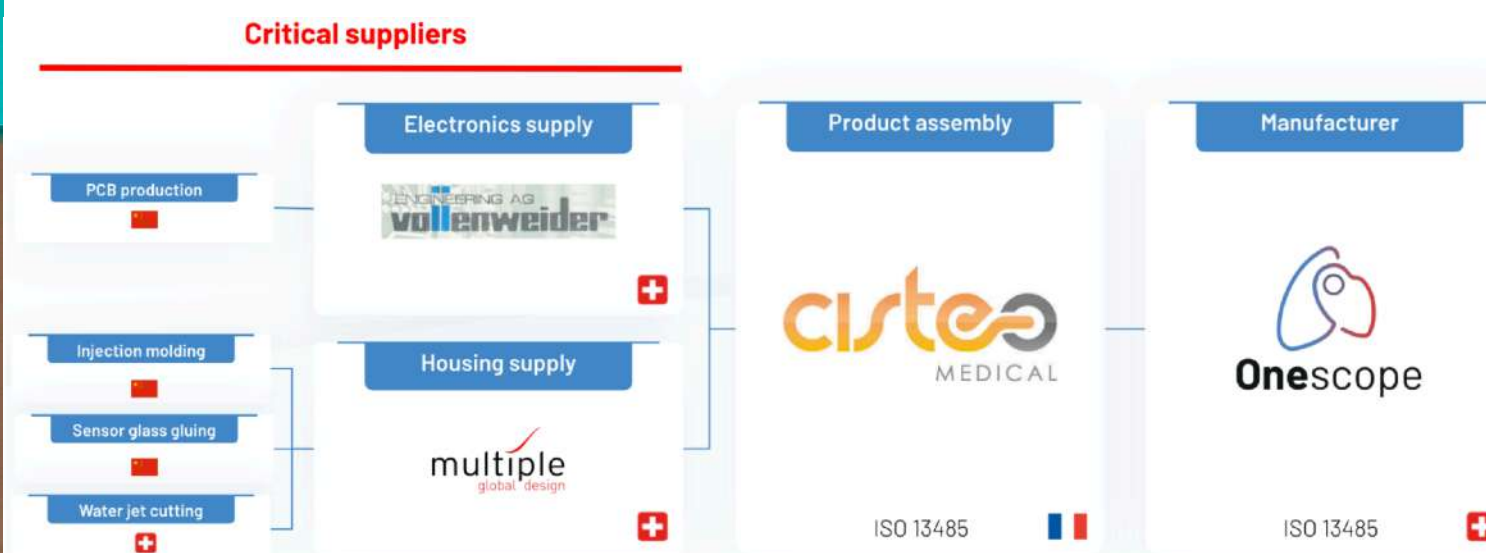 Critical suppliers
Electronics supply
Product assembly
Manufacturer
PCB production
ENGINEERING AG
vollenweider
Injection molding
Housing supply
cisteo
MEDICAL
Onescope
Sensor glass gluing
multiple
global design
Water jet cutting
ISO 13485
ISO 13485